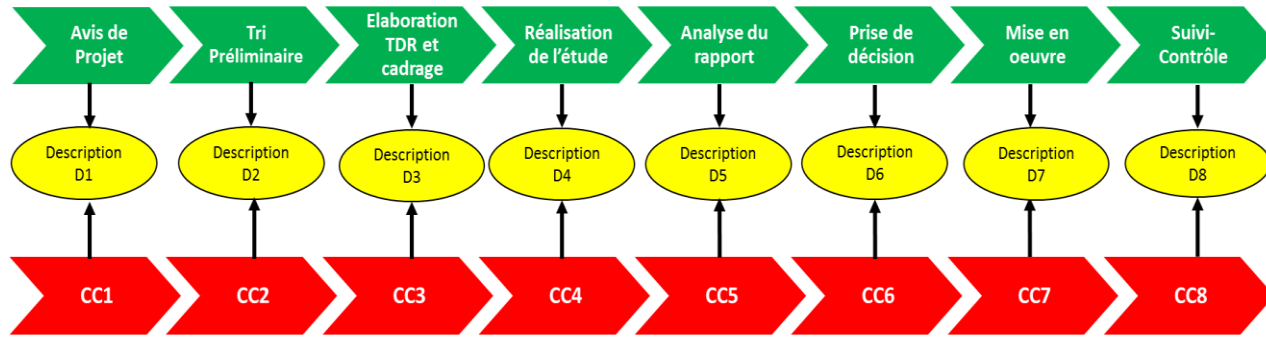 Avis de
Projet
Tri
Préliminaire
Elaboration
TDR et
cadrage
Réalisation
de l'étude
Analyse du
rapport
Prise de
décision
Mise en
oeuvre
Suivi-
Contrôle
Description
D1
Description
D2
Description
D3
Description
D4
Description
D5
Description
D6
Description
D7
Description
D8
CC1
CC2
CC3
CC4
CC5
CC6
CC7
CC8